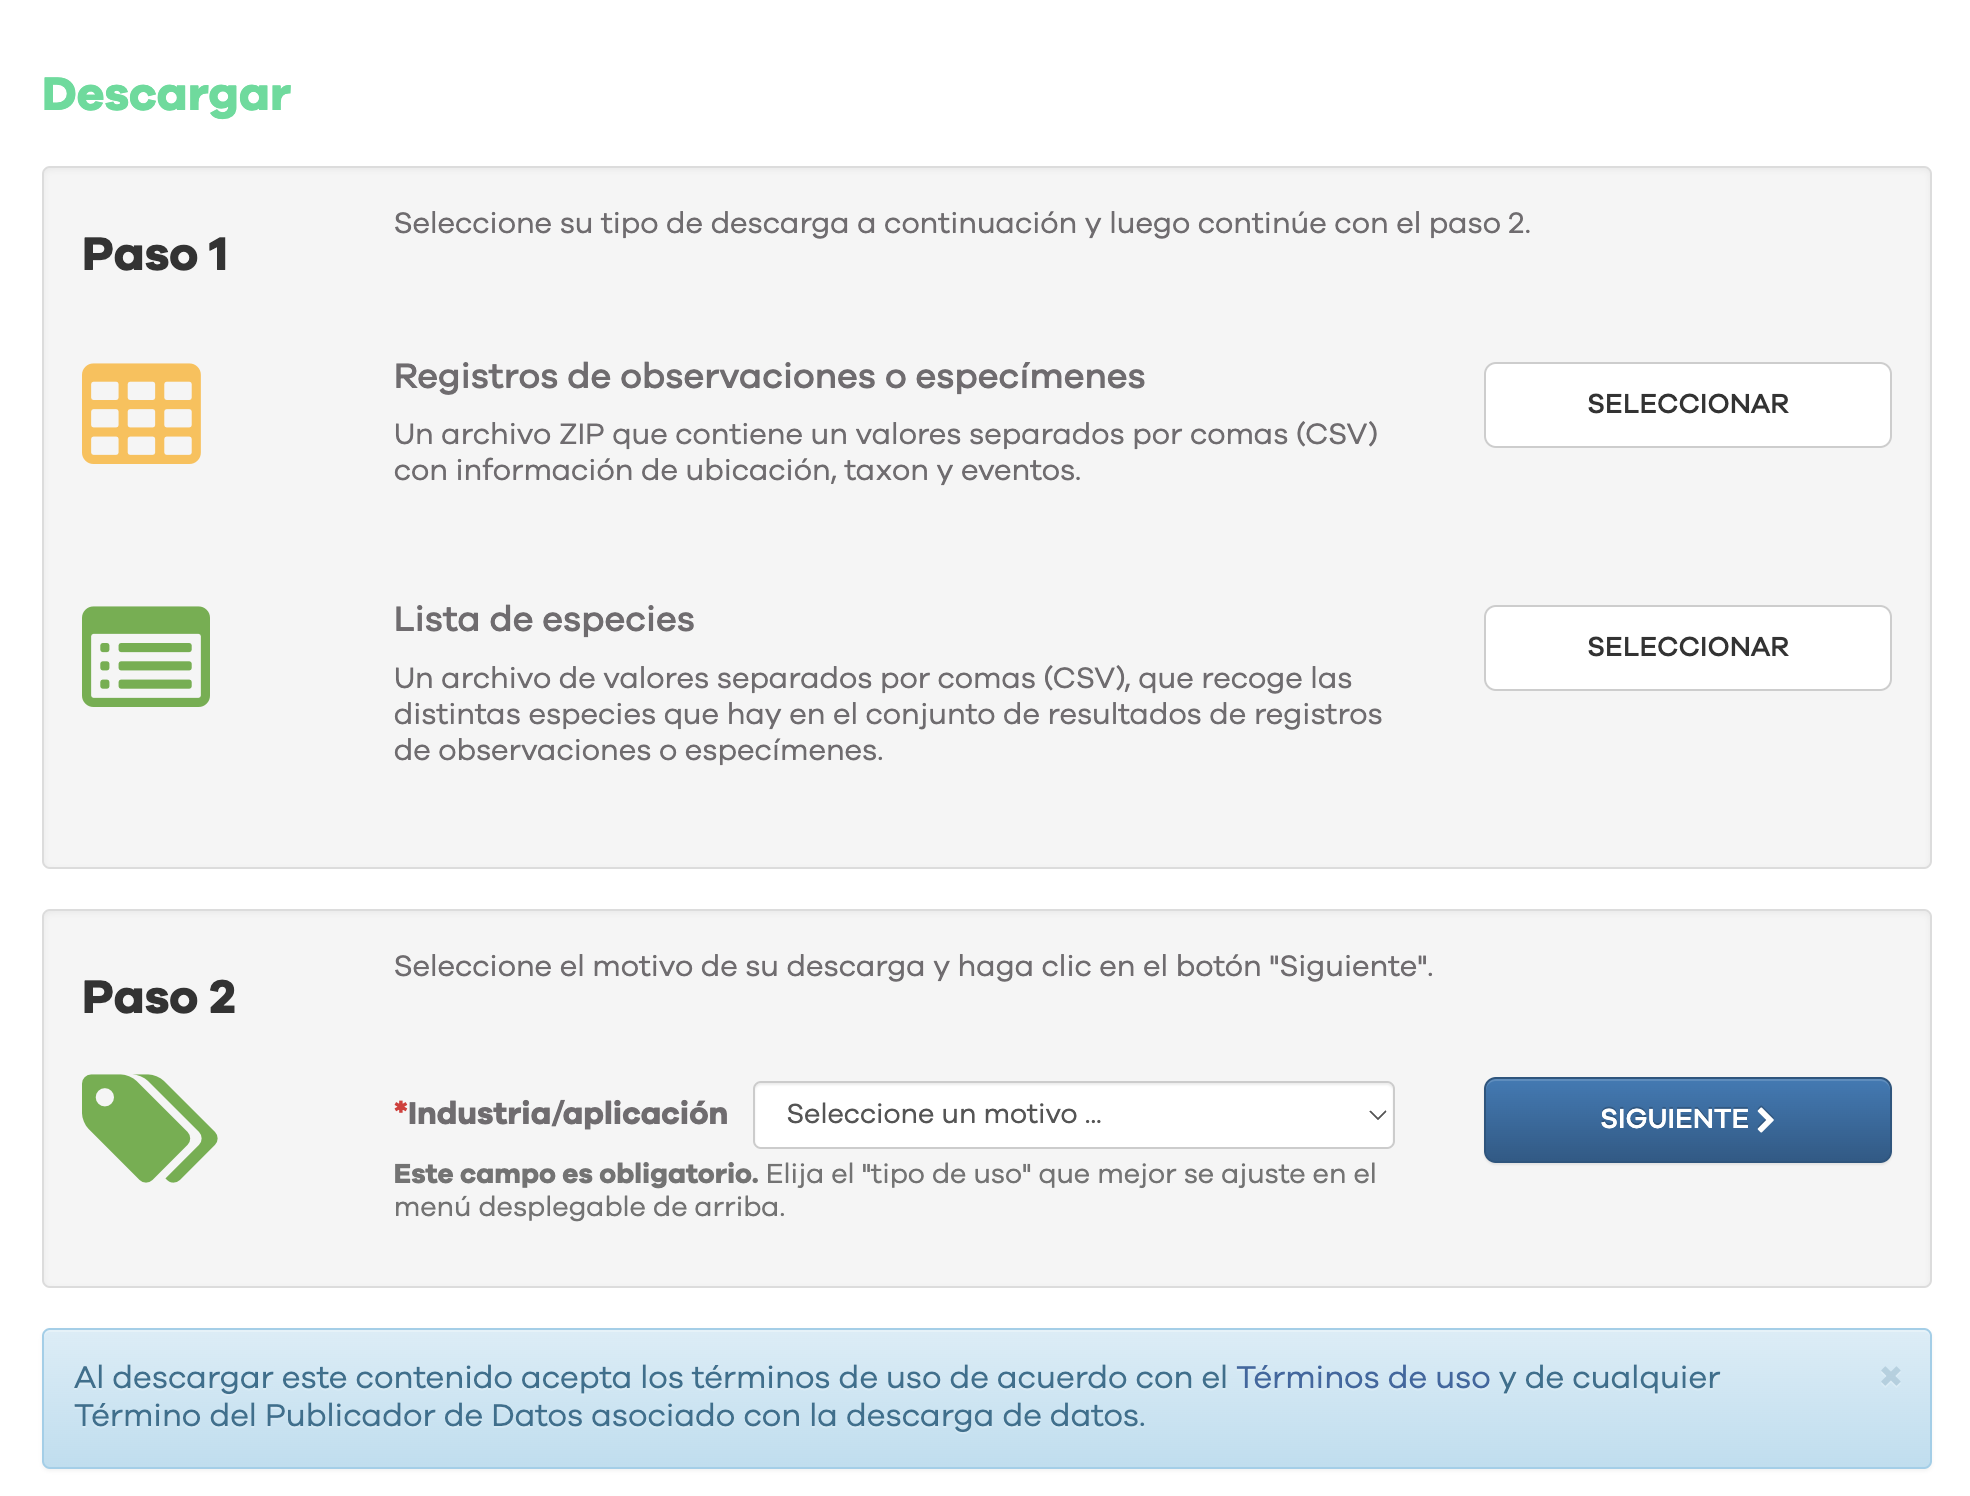 Descargar
Paso 1
Seleccione su tipo de descarga a continuación y luego continúe con el paso 2.
Registros de observaciones o especímenes
Un archivo ZIP que contiene un valores separados por comas (CSV)
con información de ubicación, taxon y eventos.
SELECCIONAR
Lista de especies
Un archivo de valores separados por comas (CSV), que recoge las
distintas especies que hay en el conjunto de resultados de registros
de observaciones o especímenes.
SELECCIONAR
Paso 2
Seleccione el motivo de su descarga y haga clic en el botón "Siguiente".
*Industria/aplicación
Seleccione un motivo ...
Este campo es obligatorio. Elija el "tipo de uso" que mejor se ajuste en el
menú desplegable de arriba.
SIGUIENTE
Al descargar este contenido acepta los términos de uso de acuerdo con el Términos de uso y de cualquier
Término del Publicador de Datos asociado con la descarga de datos.